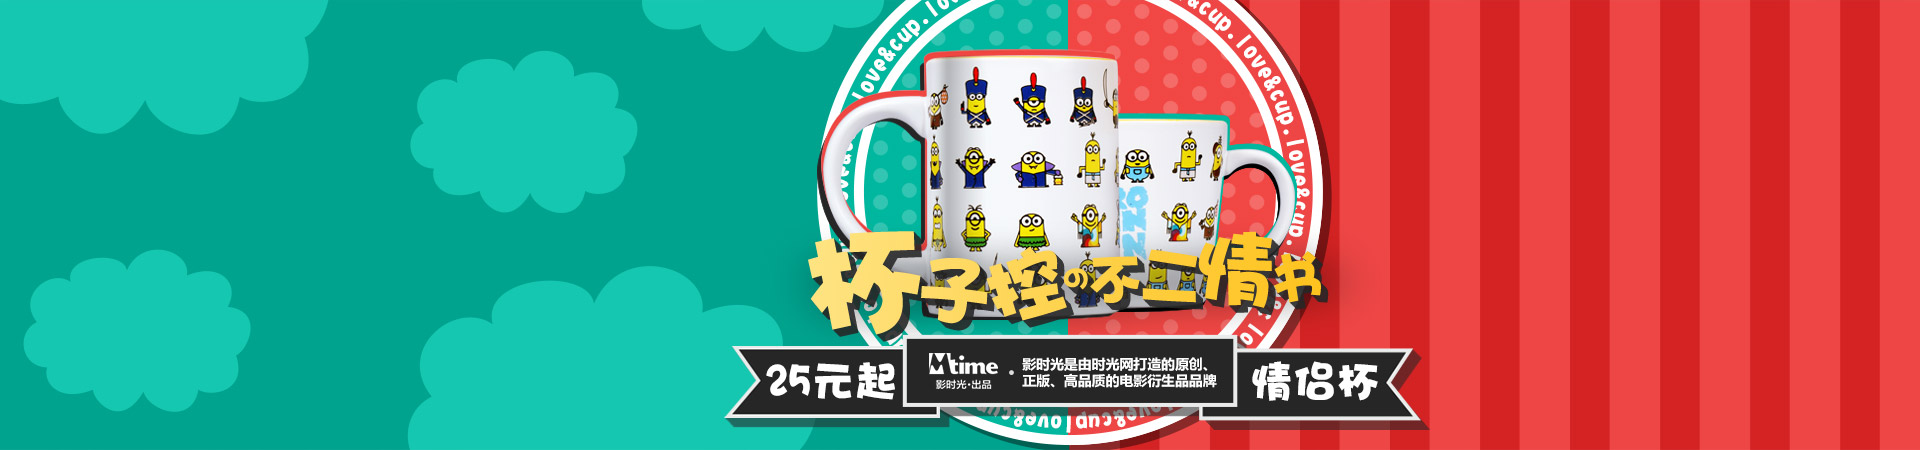 love&cup.love&cup.love&cup.love&cup.
杯子控の不二情书
25元起
Mtime
影时光·出品
·影时光是由时光网打造的原创、
正版、高品质的电影衍生品品牌
情侣杯
love&cup